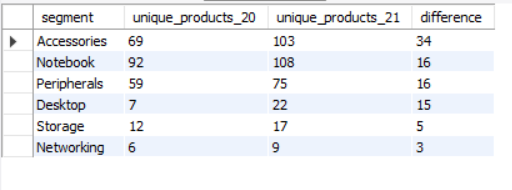 segment unique_products_20 unique_products_21 difference
Accessories 69 103 34
Notebook 92 108 16
Peripherals 59 75 16
Desktop 7 22 15
Storage 12 17 5
Networking 6 9 3